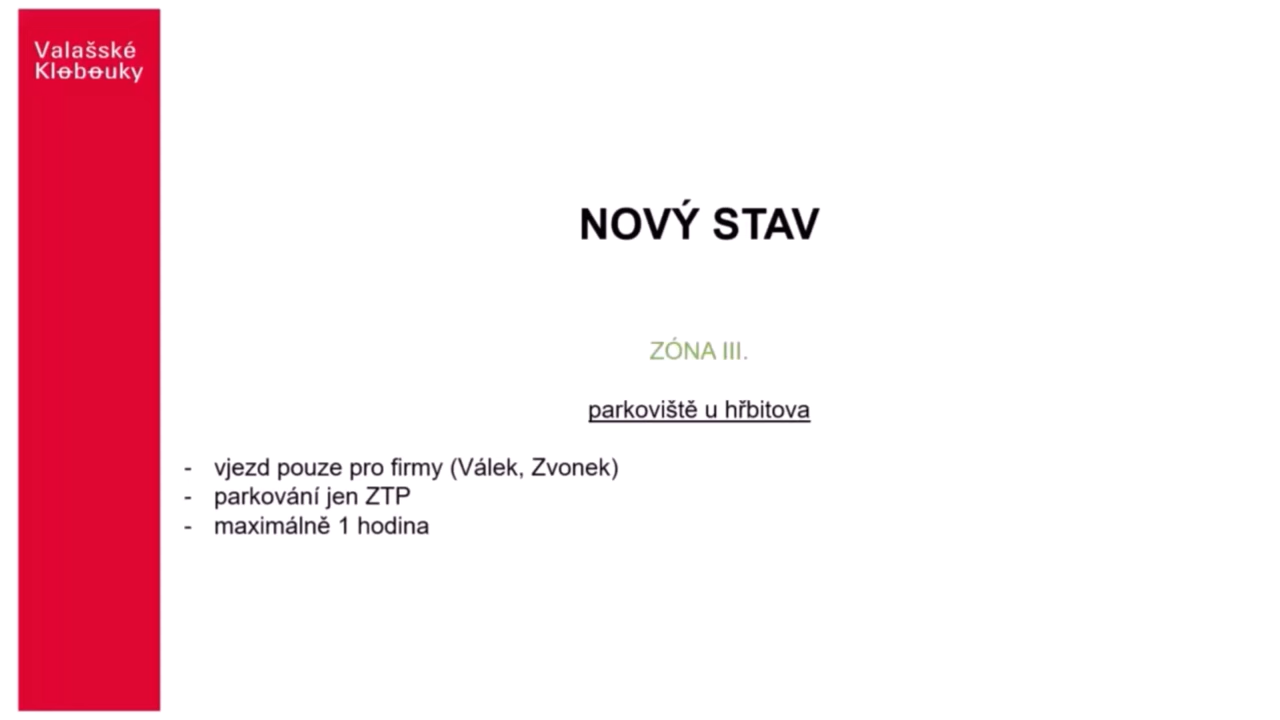 Valašské
Klobouky
NOVÝ STAV
ZÓNA III.
parkoviště u hřbitova
- vjezd pouze pro firmy (Válek, Zvonek)
- parkování jen ZTP
- maximálně 1 hodina